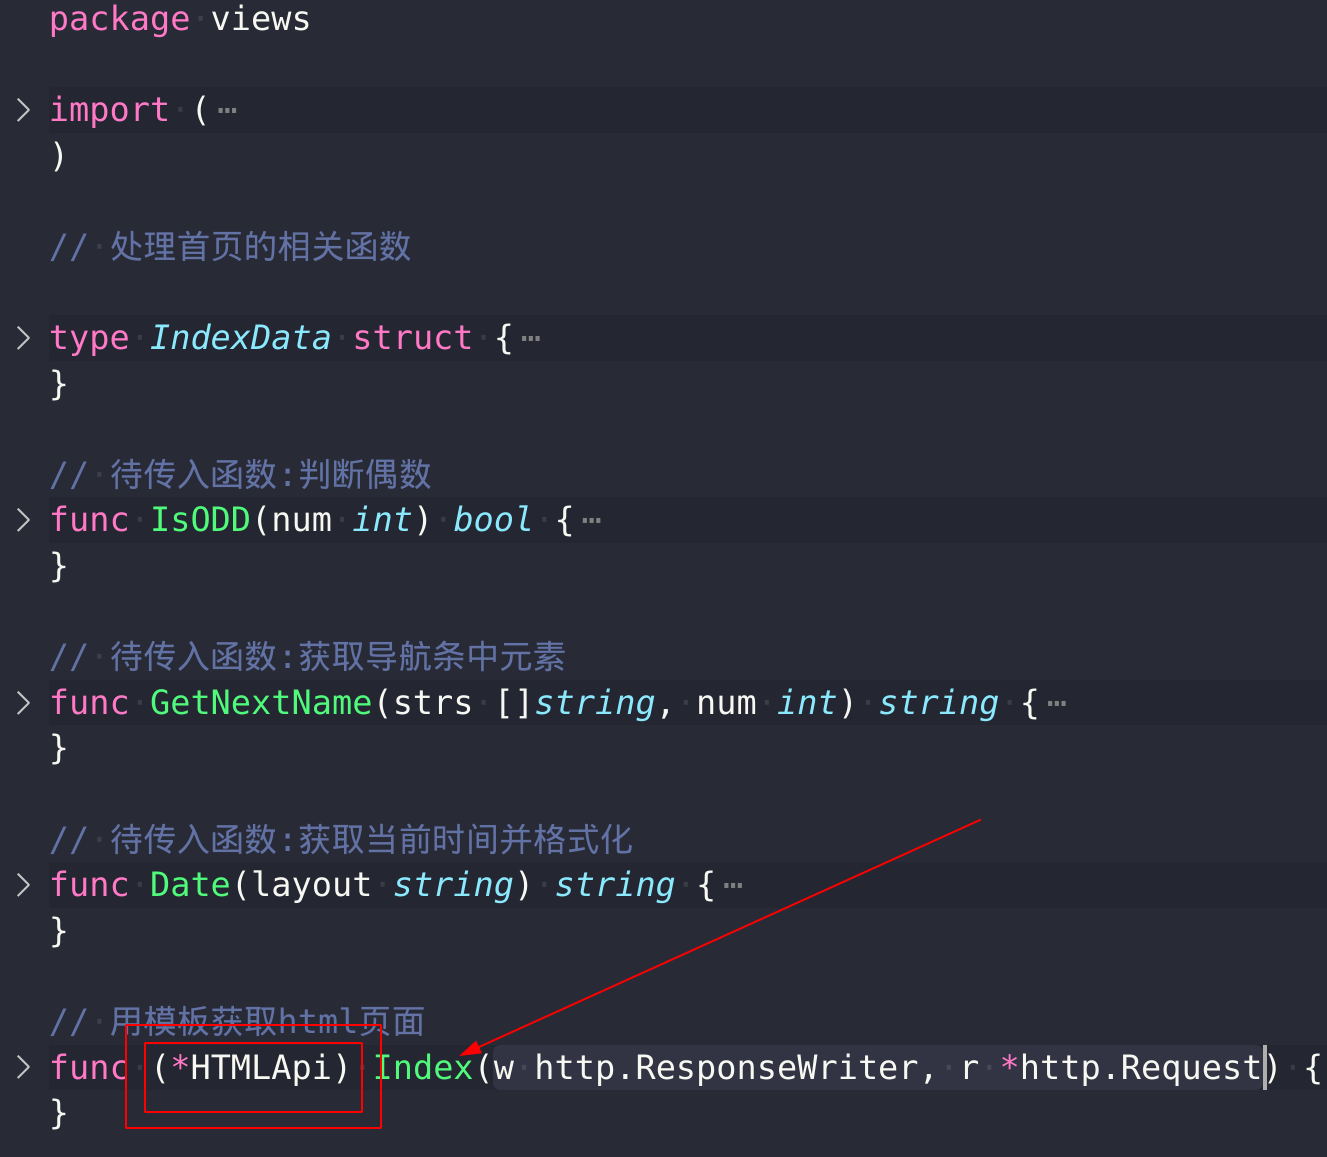 package views
import (…
)
// 处理首页的相关函数
type IndexData struct {…
}
// 待传入函数:判断偶数
func IsODD(num int) bool {…
}
// 待传入函数:获取导航条中元素
func GetNextName(strs []string, num int) string {…
}
// 待传入函数:获取当前时间并格式化
func Date(layout string) string {…
}
// 用模板获取html页面
func (*HTMLApi) Index(w http.ResponseWriter, r *http.Request) {
}